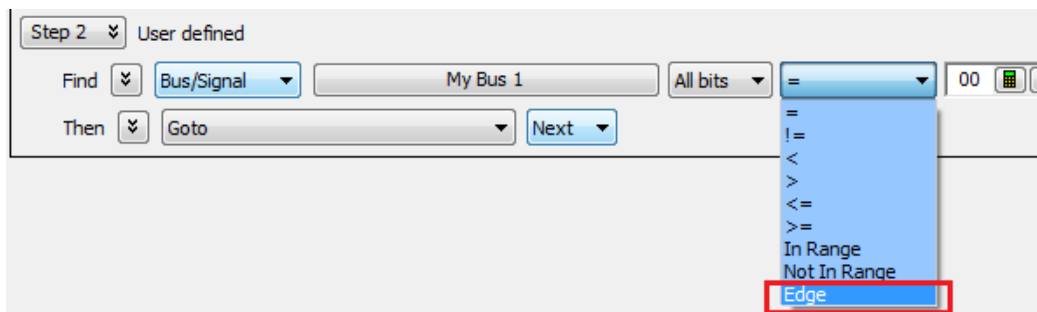 Step 2 User defined
Find Bus/Signal My Bus 1 All bits = 00
Then Goto Next
=
!=
<
>
<=
>=
In Range
Not In Range
Edge